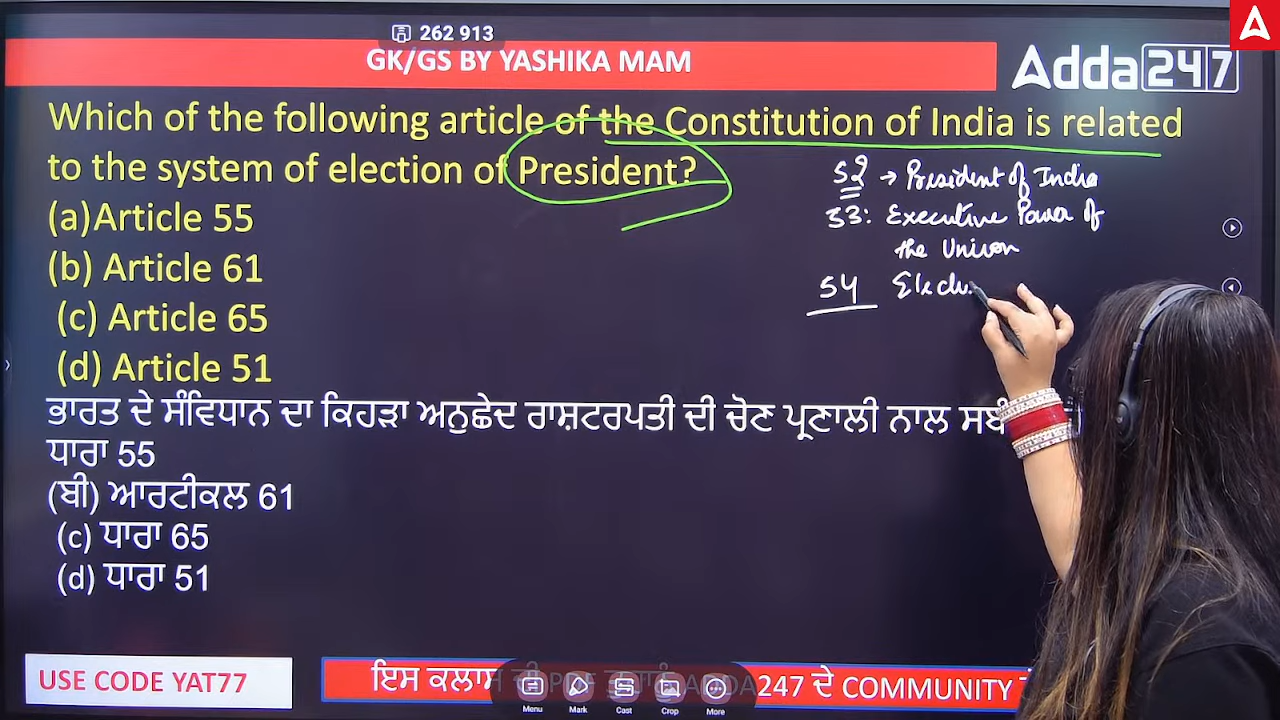 262 913
GK/GS BY YASHIKA MAM
Adda247
Which of the following article of the Constitution of India is related
to the system of election of President?
52 → President of India
(a)Article 55
53: Executive Power of
the Union
(b) Article 61
54 Elect
(c) Article 65
(d) Article 51
ਭਾਰਤ ਦੇ ਸੰਵਿਧਾਨ ਦਾ ਕਿਹੜਾ ਅਨੁਛੇਦ ਰਾਸ਼ਟਰਪਤੀ ਦੀ ਚੋਣ ਪ੍ਰਣਾਲੀ ਨਾਲ
ਧਾਰਾ 55
(ਬੀ) ਆਰਟੀਕਲ 61
(c) ਧਾਰਾ 65
(d) ਧਾਰਾ 51
USE CODE YAT77
ਇਸ ਕਲਾਸ ਦੀ PDF ਤੁਹਾਨੂੰ ADDA 247 ਦੇ COMMUNITY
Menu Mark Cast Crop More